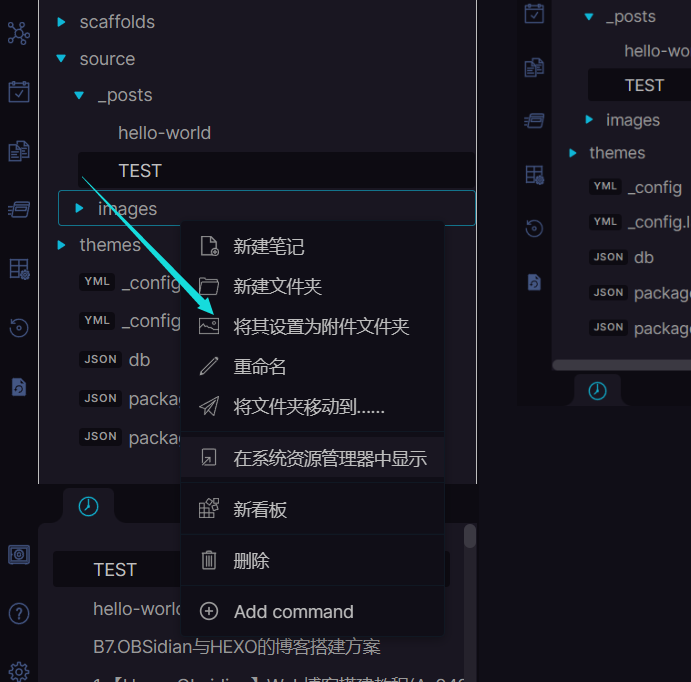 scaffolds
source
_posts
hello-world
TEST
images
themes
YML _config
YML _config
JSON db
JSON packa
JSON packa
新建笔记
新建文件夹
将其设置为附件文件夹
重命名
将文件夹移动到......
在系统资源管理器中显示
新看板
删除
Add command
TEST
hello-world
B7.OBSidian与HEXO的博客搭建方案
_posts
hello-wo
TEST
images
themes
YML _config
YML _config.l
JSON db
JSON package
JSON package